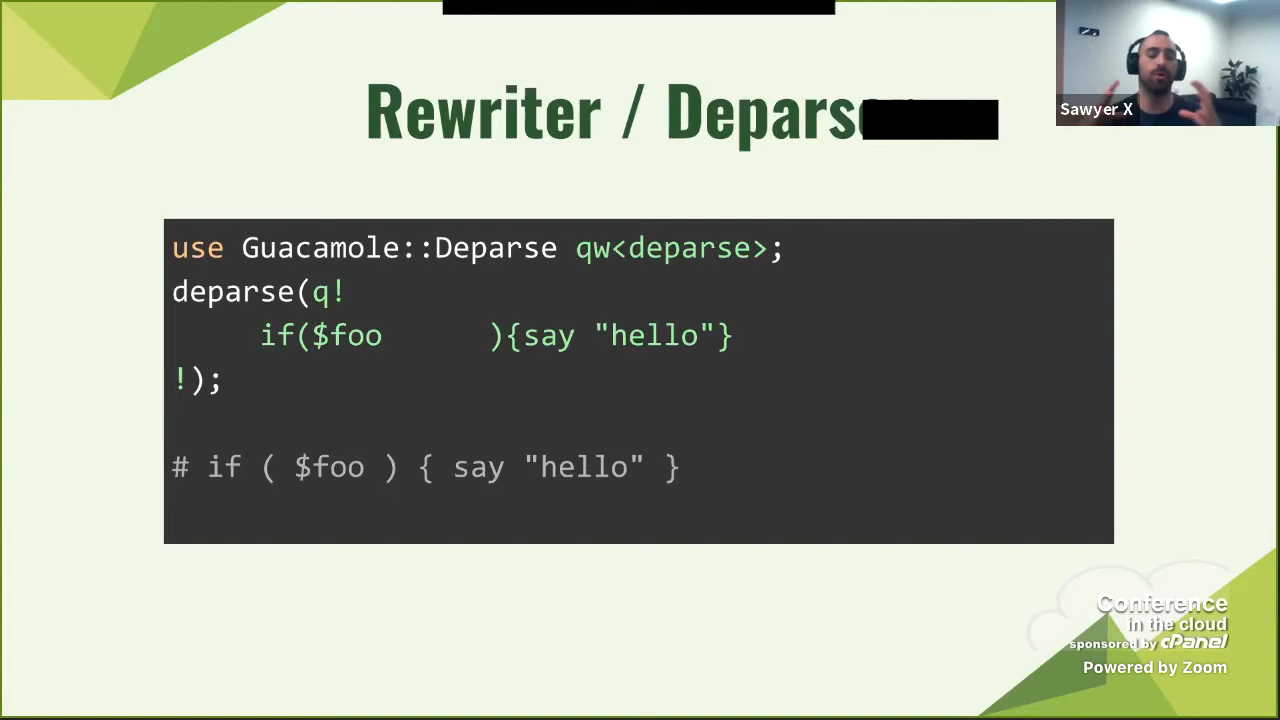 Rewriter /
Sawyer X
use Guacamole::Deparse qw<deparse>;
deparse(q!
if($foo ){say "hello"}
!);
# if ( $foo ) { say "hello" }
Conference
in the cloud
sponsored by cPanel
Powered by Zoom